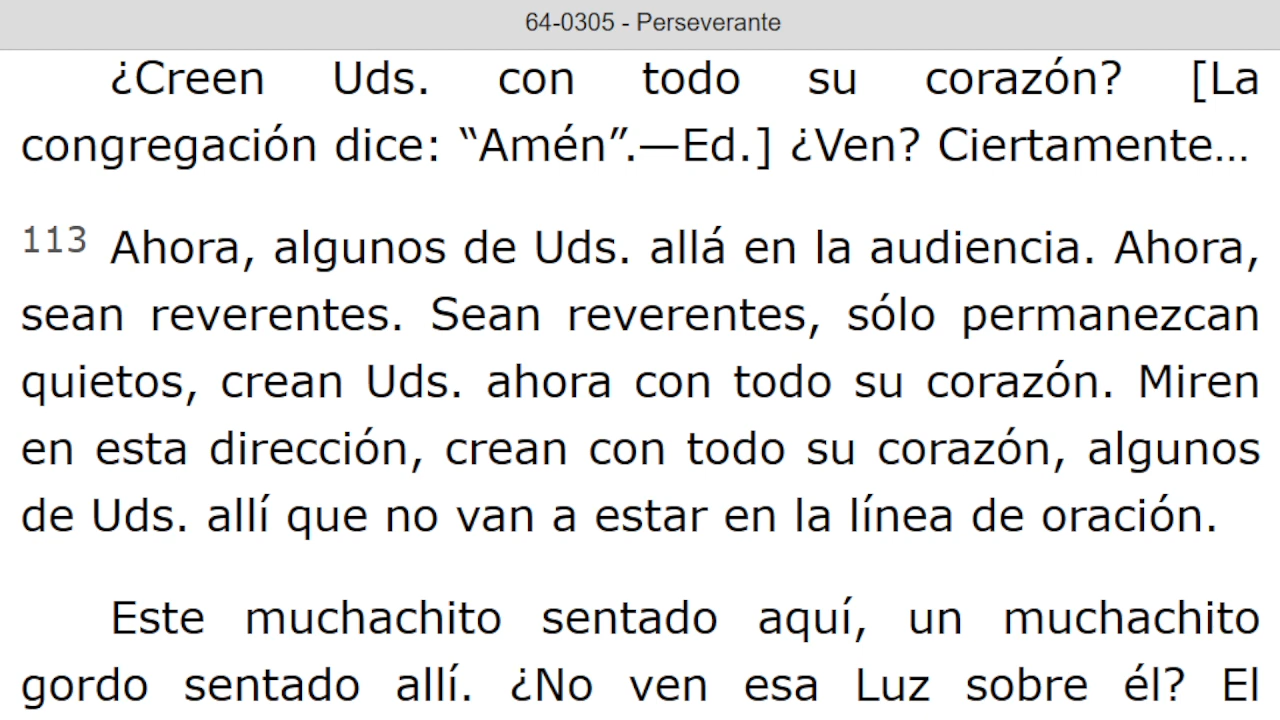 64-0305 - Perseverante
¿Creen Uds. con todo su corazón? [La
congregación dice: “Amén”.—Ed.] ¿Ven? Ciertamente…
113 Ahora, algunos de Uds. allá en la audiencia. Ahora,
sean reverentes. Sean reverentes, sólo permanezcan
quietos, crean Uds. ahora con todo su corazón. Miren
en esta dirección, crean con todo su corazón, algunos
de Uds. allí que no van a estar en la línea de oración.
Este muchachito sentado aquí, un muchachito
gordo sentado allí. ¿No ven esa Luz sobre él? El